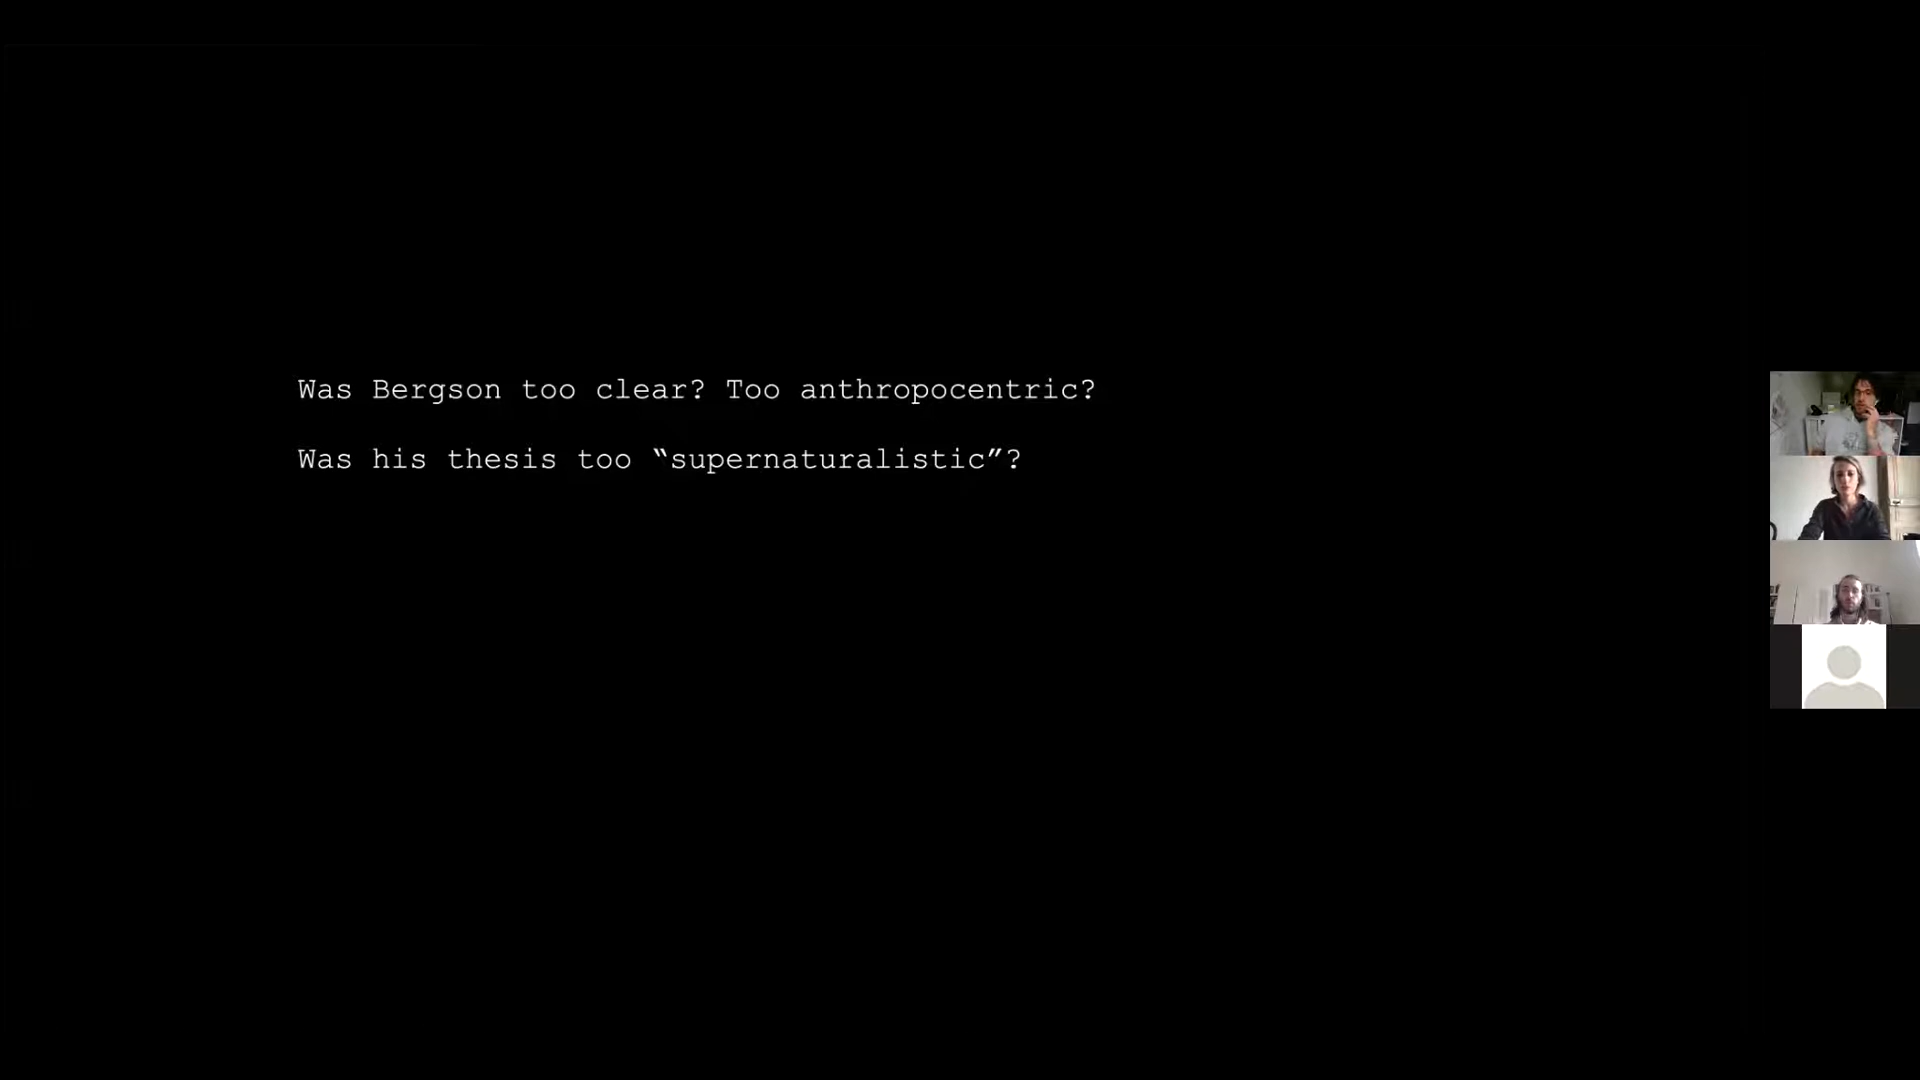 Was Bergson too clear? Too anthropocentric?
Was his thesis too “supernaturalistic”?